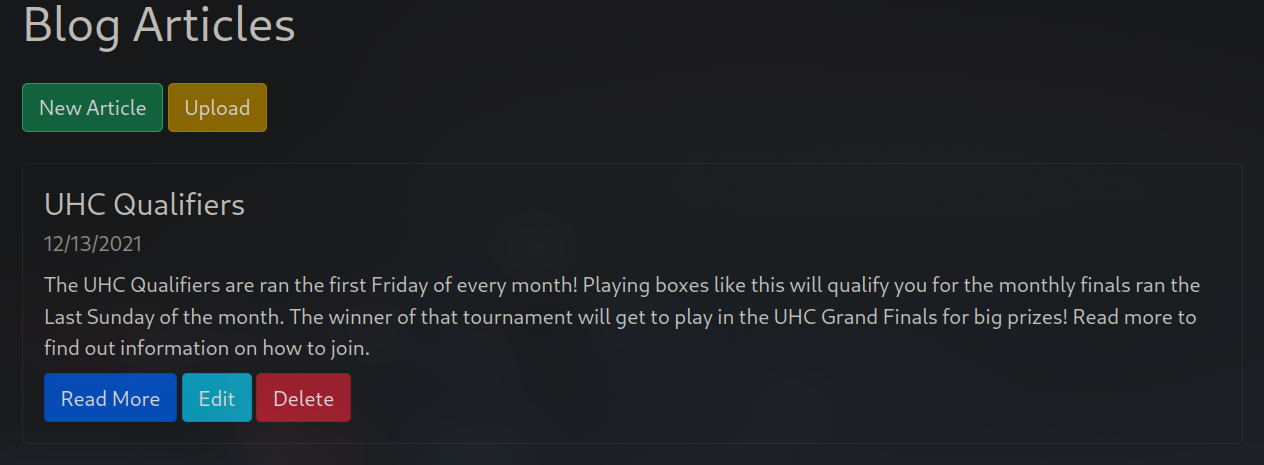 Blog Articles
New Article Upload
UHC Qualifiers
12/13/2021
The UHC Qualifiers are ran the first Friday of every month! Playing boxes like this will qualify you for the monthly finals ran the
Last Sunday of the month. The winner of that tournament will get to play in the UHC Grand Finals for big prizes! Read more to
find out information on how to join.
Read More Edit Delete